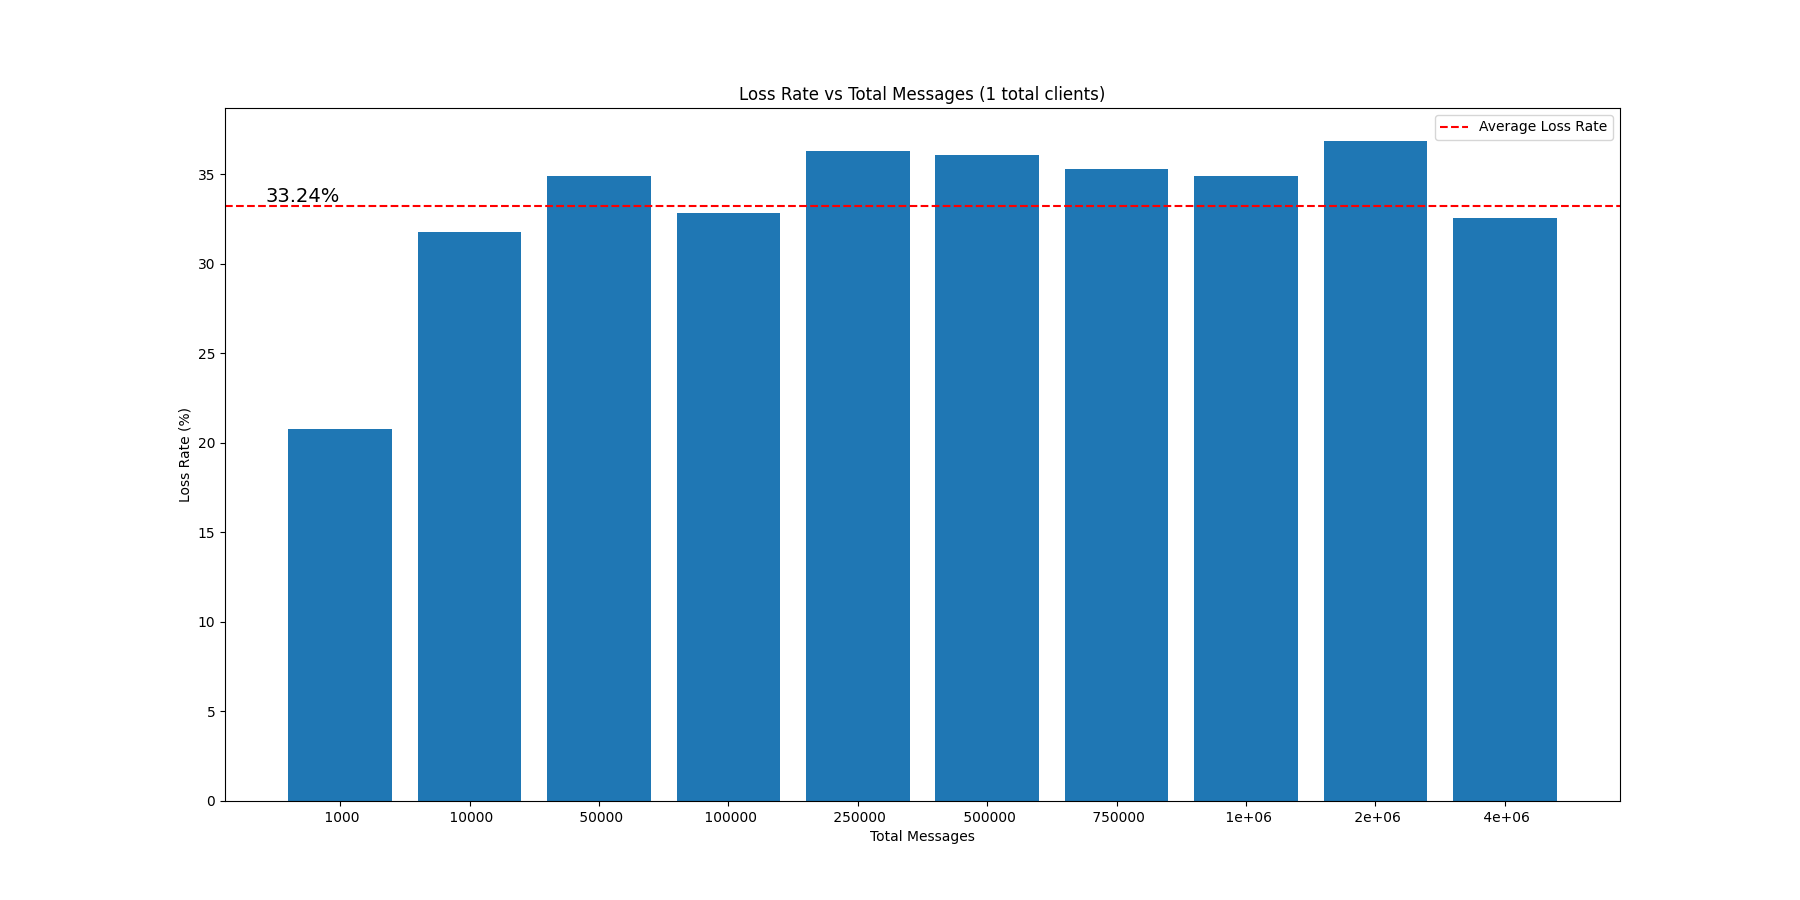 Loss Rate vs Total Messages (1 total clients)
Average Loss Rate
33.24%
35
30
25
20
15
10
5
0
Loss Rate (%)
1000 10000 50000 100000 250000 500000 750000 1e+06 2e+06 4e+06
Total Messages